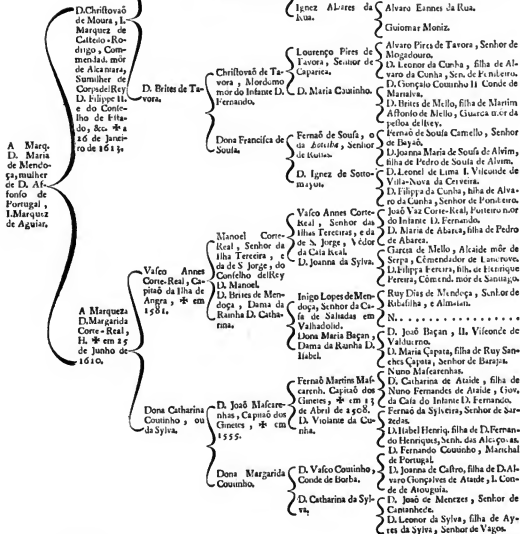 A Marq.
D. Maria
de Mendo-
ça, mulher
de D. Af-
fonso de
Portugal,
I. Marquez
de Aguiar.
D. Christovaõ
de Moura, I.
Marquez de
Castello-Ro-
drigo, Com-
mendad. mór
de Alcantara,
Sumilher de
Corps delRey
D. Filippe II.
e do Conse-
lho de Esta-
do, &c. ✠ a
26 de Janei-
ro de 1613.
A Marqueza
D. Margarida
Corte-Real,
H. ✠ em 25
de Junho de
1610.
D. Brites de Ta-
vora.
Vasco Annes
Corte-Real, Ca-
pitaõ da Ilha de
Angra, ✠ em
1581.
Dona Catharina
Coutinho, ou
da Sylva.
Christovaõ de Ta-
vora, Mordomo
mór do Infante D.
Fernando.
Dona Francisca de
Sousa.
Manoel Corte-
Real, Senhor da
Ilha Terceira, e
da de S. Jorge, do
Conselho delRey
D. Manoel.
D. Brites de Men-
doça, Dama da
Rainha D. Catha-
rina.
D. Joaõ Mascare-
nhas, Capitaõ dos
Ginetes, ✠ em
1555.
Dona Margarida
Coutinho.
Ignez Alvares da
Rua.
Lourenço Pires de
Tavora, Senhor de
Caparica.
D. Maria Coutinho.
Fernaõ de Sousa, o
da Botelha, Senhor
de Rossas.
D. Ignez de Sotto-
mayor.
Vasco Annes Corte-
Real, Senhor das
Ilhas Terceiras, e da
de S. Jorge, Védor
da Casa Real.
D. Joanna da Sylva.
Inigo Lopes de Men-
doça, Senhor da Ca-
sa de Salzadas em
Valhadolid.
Dona Maria Baçan,
Dama da Rainha D.
Isabel.
Fernaõ Martins Mas-
carenh. Capitaõ dos
Ginetes, ✠ em 13
de Abril de 1508.
D. Violante da Cu-
nha.
D. Vasco Coutinho,
Conde de Borba.
D. Catharina da Syl-
va.
Alvaro Eannes da Rua.
Guiomar Moniz.
Alvaro Pires de Tavora, Senhor de
Mogadouro.
D. Leonor da Cunha, filha de Al-
varo da Cunha, Sen. de Pombeiro.
D. Gonçalo Coutinho II Conde de
Marialva.
D. Brites de Mello, filha de Martim
Affonso de Mello, Guarda mór da
pessoa delRey.
Fernaõ de Sousa Camello, Senhor
de Bayaõ.
D. Joanna Maria de Sousa de Alvim,
filha de Pedro de Sousa de Alvim.
D. Leonel de Lima I. Visconde de
Villa-Nova da Cerveira.
D. Filippa da Cunha, filha de Alva-
ro da Cunha, Senhor de Pombeiro.
Joaõ Vaz Corte-Real, Porteiro mór
do Infante D. Fernando.
D. Maria de Abarca, filha de Pedro
de Abarca.
Garcia de Mello, Alcaide mór de
Serpa, Cõmendador de Langrove.
D. Filippa Pereira, filh. de Henrique
Pereira, Cõmend. mór de Santiago.
Ruy Dias de Mendoça, Senhor de
Ribafilha, e Almazan.
N.
D. Joaõ Baçan, II. Visconde de
Valduerno.
D. Maria Çapata, filha de Ruy San-
ches Çapata, Senhor de Barajas.
Nuno Mascarenhas.
D. Catharina de Ataide, filha de
Nuno Fernandes de Ataide, Gov.
da Casa do Infante D. Fernando.
Fernaõ da Sylveira, Senhor de Sar-
zedas.
D. Isabel Henriq. filha de D. Fernan-
do Henriques, Senh. das Alcaçovas.
D. Fernando Coutinho, Marichal
de Portugal.
D. Joanna de Castro, filha de D. Al-
varo Gonçalves de Ataide, I. Con-
de de Atouguia.
D. Joaõ de Menezes, Senhor de
Cantanhede.
D. Leonor da Sylva, filha de Ay-
res da Sylva, Senhor de Vagos.